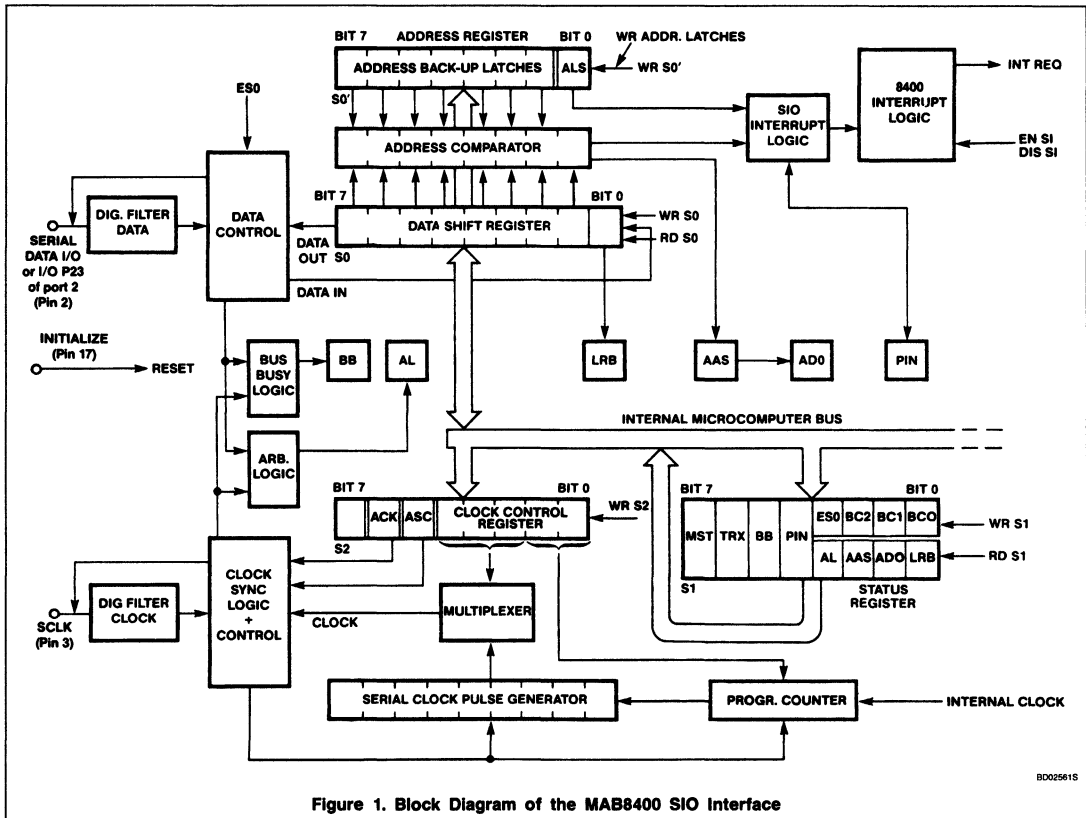 BIT 7 ADDRESS REGISTER BIT 0
WR ADDR. LATCHES
ADDRESS BACK-UP LATCHES ALS
WR S0'
S0'
INT REQ
8400
INTERRUPT
LOGIC
SIO
INTERRUPT
LOGIC
EN SI
DIS SI
ES0
ADDRESS COMPARATOR
BIT 7 BIT 0
DATA SHIFT REGISTER
WR S0
RD S0
DATA
OUT
S0
DATA IN
DIG. FILTER
DATA
DATA
CONTROL
SERIAL
DATA I/O
or I/O P23
of port 2
(Pin 2)
INITIALIZE
(Pin 17)
RESET
BUS
BUSY
LOGIC
BB
AL
LRB
AAS
AD0
PIN
ARB.
LOGIC
INTERNAL MICROCOMPUTER BUS
BIT 7 BIT 0
ACK ASC CLOCK CONTROL
REGISTER
WR S2
S2
BIT 7 BIT 0
MST TRX BB PIN
ES0 BC2 BC1 BCO
WR S1
AL AAS ADO LRB
RD S1
S1
STATUS
REGISTER
CLOCK
SYNC
LOGIC
+
CONTROL
DIG FILTER
CLOCK
SCLK
(Pin 3)
CLOCK
MULTIPLEXER
SERIAL CLOCK PULSE GENERATOR
PROGR. COUNTER
INTERNAL CLOCK
BD02561S
Figure 1. Block Diagram of the MAB8400 SIO Interface